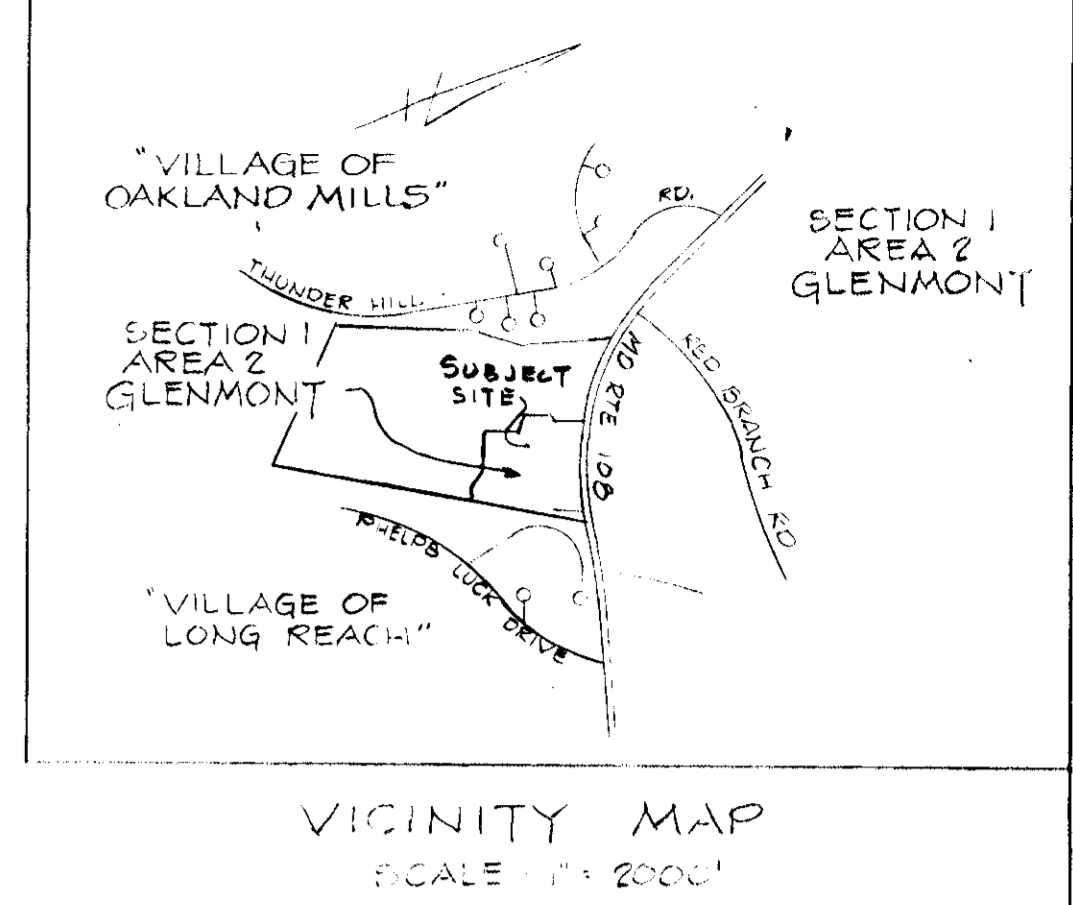 N
"VILLAGE OF
OAKLAND MILLS"
RD.
SECTION 1
AREA 2
GLENMONT
THUNDER HILL
SECTION 1
AREA 2
GLENMONT
SUBJECT
SITE
MD RTE 108
RED BRANCH RD
PHELPS LUCK DRIVE
"VILLAGE OF
LONG REACH"
VICINITY MAP
SCALE 1" = 2000'